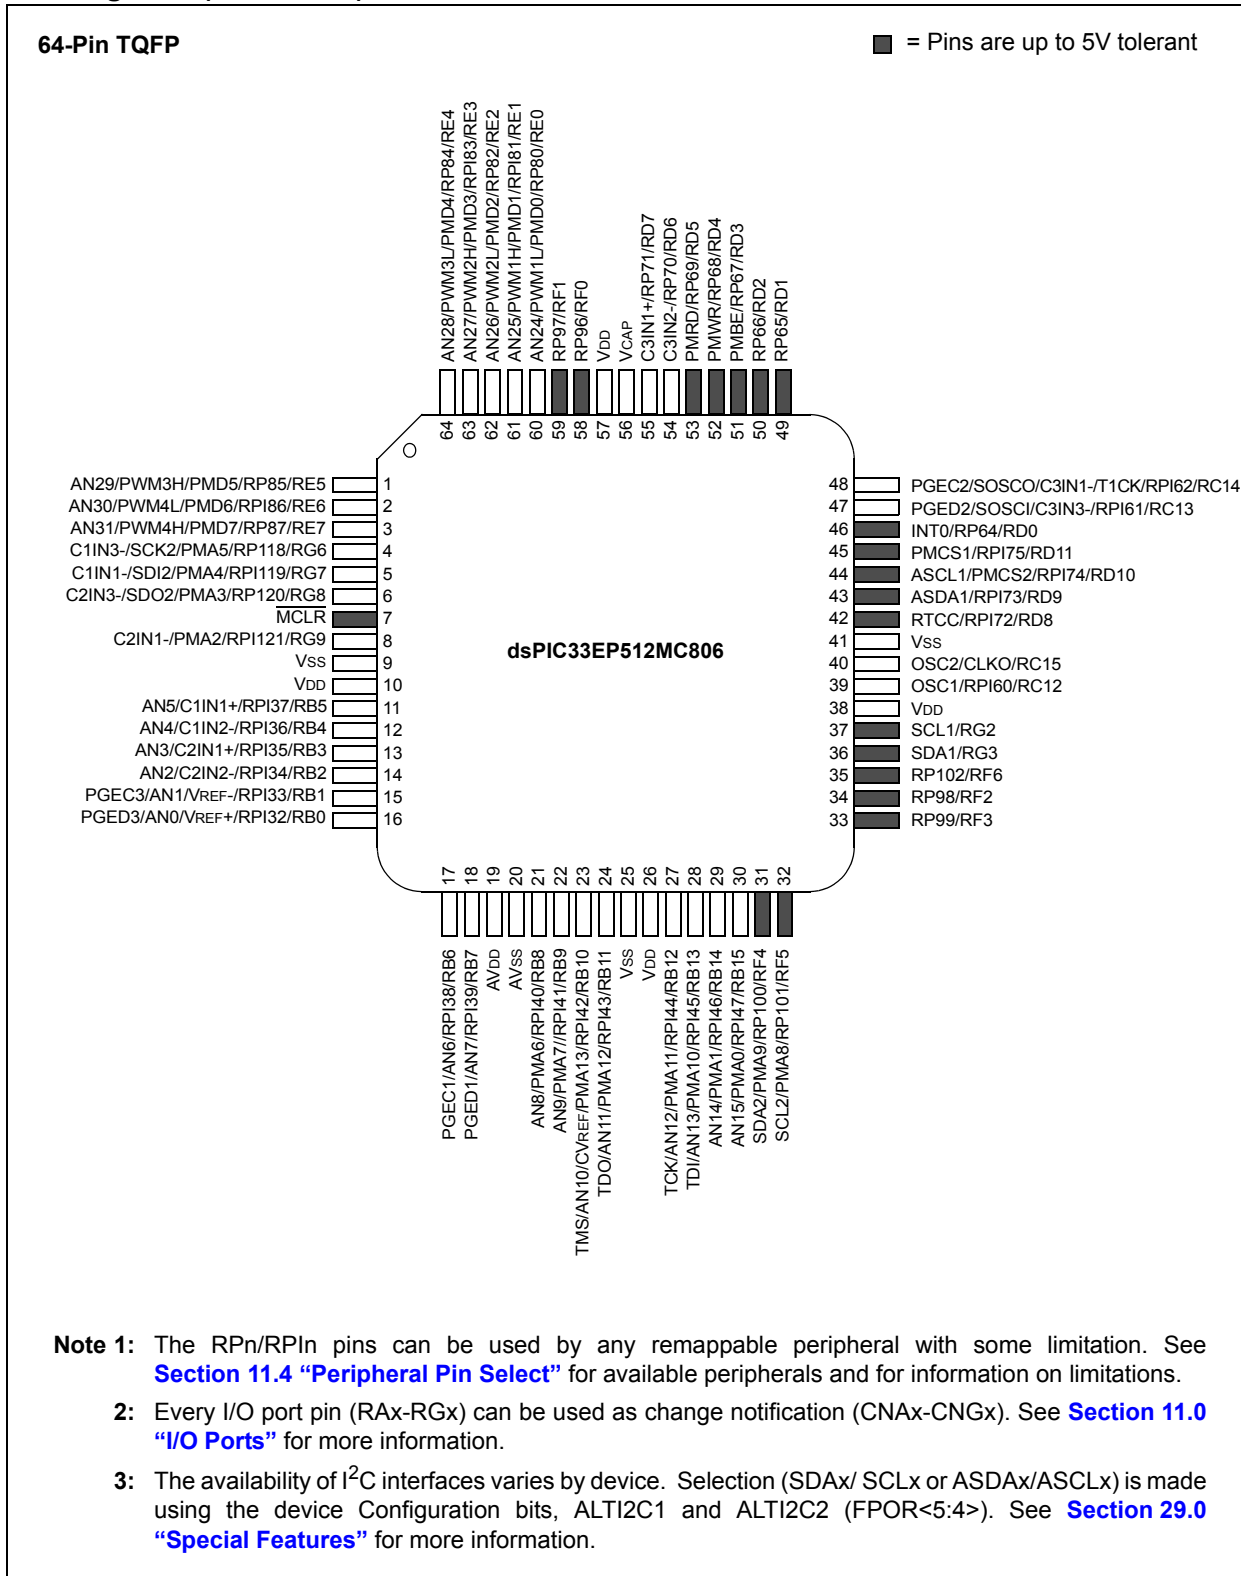 64-Pin TQFP
= Pins are up to 5V tolerant
AN28/PWM3L/PMD4/RP84/RE4
AN27/PWM2H/PMD3/RPI83/RE3
AN26/PWM2L/PMD2/RP82/RE2
AN25/PWM1H/PMD1/RPI81/RE1
AN24/PWM1L/PMD0/RP80/RE0
RP97/RF1
RP96/RF0
VDD
VCAP
C3IN1+/RP71/RD7
C3IN2-/RP70/RD6
PMRD/RP69/RD5
PMWR/RP68/RD4
PMBE/RP67/RD3
RP66/RD2
RP65/RD1
64 63 62 61 60 59 58 57 56 55 54 53 52 51 50 49
AN29/PWM3H/PMD5/RP85/RE5 1
AN30/PWM4L/PMD6/RPI86/RE6 2
AN31/PWM4H/PMD7/RP87/RE7 3
C1IN3-/SCK2/PMA5/RP118/RG6 4
C1IN1-/SDI2/PMA4/RPI119/RG7 5
C2IN3-/SDO2/PMA3/RP120/RG8 6
MCLR 7
C2IN1-/PMA2/RPI121/RG9 8
VSS 9
VDD 10
AN5/C1IN1+/RPI37/RB5 11
AN4/C1IN2-/RPI36/RB4 12
AN3/C2IN1+/RPI35/RB3 13
AN2/C2IN2-/RPI34/RB2 14
PGEC3/AN1/VREF-/RPI33/RB1 15
PGED3/AN0/VREF+/RPI32/RB0 16
dsPIC33EP512MC806
48 PGEC2/SOSCO/C3IN1-/T1CK/RPI62/RC14
47 PGED2/SOSCI/C3IN3-/RPI61/RC13
46 INT0/RP64/RD0
45 PMCS1/RPI75/RD11
44 ASCL1/PMCS2/RPI74/RD10
43 ASDA1/RPI73/RD9
42 RTCC/RPI72/RD8
41 VSS
40 OSC2/CLKO/RC15
39 OSC1/RPI60/RC12
38 VDD
37 SCL1/RG2
36 SDA1/RG3
35 RP102/RF6
34 RP98/RF2
33 RP99/RF3
17 18 19 20 21 22 23 24 25 26 27 28 29 30 31 32
PGEC1/AN6/RPI38/RB6
PGED1/AN7/RPI39/RB7
AVDD
AVSS
AN8/PMA6/RPI40/RB8
AN9/PMA7//RPI41/RB9
TMS/AN10/CVREF/PMA13/RPI42/RB10
TDO/AN11/PMA12/RPI43/RB11
VSS
VDD
TCK/AN12/PMA11/RPI44/RB12
TDI/AN13/PMA10/RPI45/RB13
AN14/PMA1/RPI46/RB14
AN15/PMA0/RPI47/RB15
SDA2/PMA9/RP100/RF4
SCL2/PMA8/RP101/RF5
Note 1: The RPn/RPIn pins can be used by any remappable peripheral with some limitation. See
Section 11.4 “Peripheral Pin Select” for available peripherals and for information on limitations.
2: Every I/O port pin (RAx-RGx) can be used as change notification (CNAx-CNGx). See Section 11.0
“I/O Ports” for more information.
3: The availability of I2C interfaces varies by device. Selection (SDAx/ SCLx or ASDAx/ASCLx) is made
using the device Configuration bits, ALTI2C1 and ALTI2C2 (FPOR<5:4>). See Section 29.0
“Special Features” for more information.